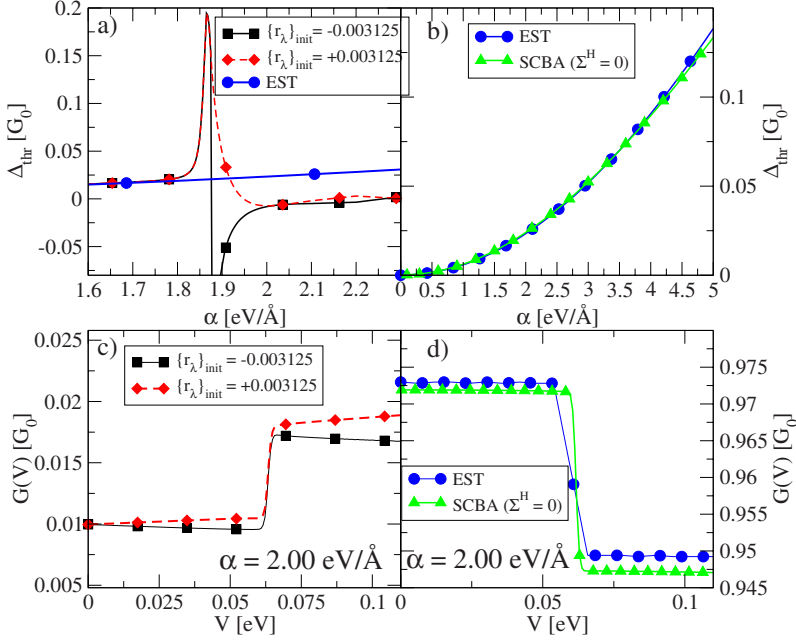 a)
{r_λ}_init = -0.003125
{r_λ}_init = +0.003125
EST
0.2
0.15
0.1
0.05
0
-0.05
Δ_thr [G_0]
1.6 1.7 1.8 1.9 2 2.1 2.2
α [eV/Å]
b)
EST
SCBA (Σ^H = 0)
0.1
0.05
0
Δ_thr [G_0]
0 0.5 1 1.5 2 2.5 3 3.5 4 4.5 5
α [eV/Å]
c)
{r_λ}_init = -0.003125
{r_λ}_init = +0.003125
0.025
0.020
0.015
0.010
0.005
G(V) [G_0]
α = 2.00 eV/Å
0 0.025 0.05 0.075 0.1
V [eV]
d)
EST
SCBA (Σ^H = 0)
0.975
0.97
0.965
0.96
0.955
0.95
0.945
G(V) [G_0]
α = 2.00 eV/Å
0 0.05 0.1
V [eV]